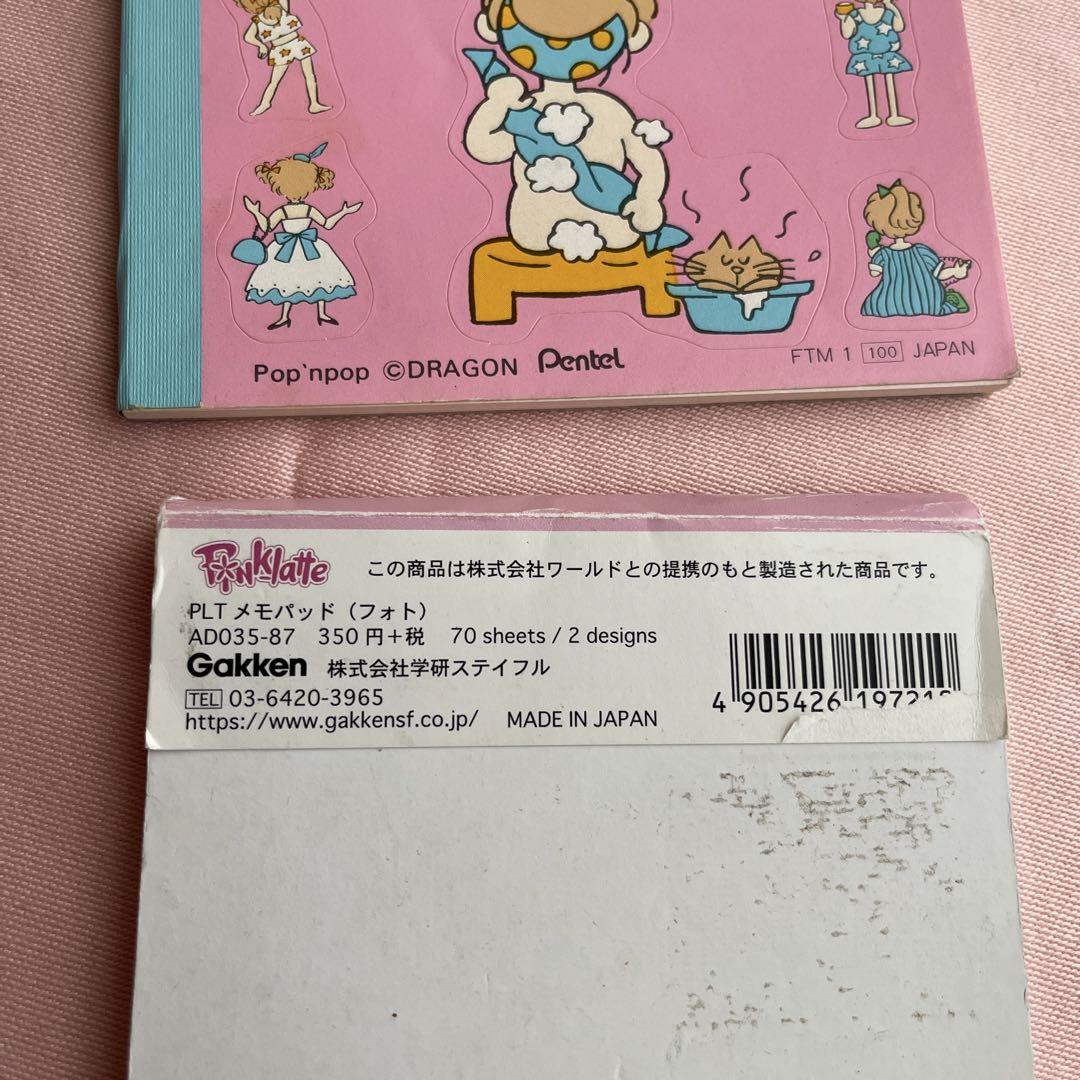 Pop'npop ©DRAGON Pentel
FTM 1 100 JAPAN
PINKlatte
この商品は株式会社ワールドとの提携のもと製造された商品です。
PLT メモパッド（フォト）
AD035-87 350円+税 70 sheets / 2 designs
Gakken 株式会社学研ステイフル
TEL 03-6420-3965
https://www.gakkensf.co.jp/ MADE IN JAPAN
4 905426 197218